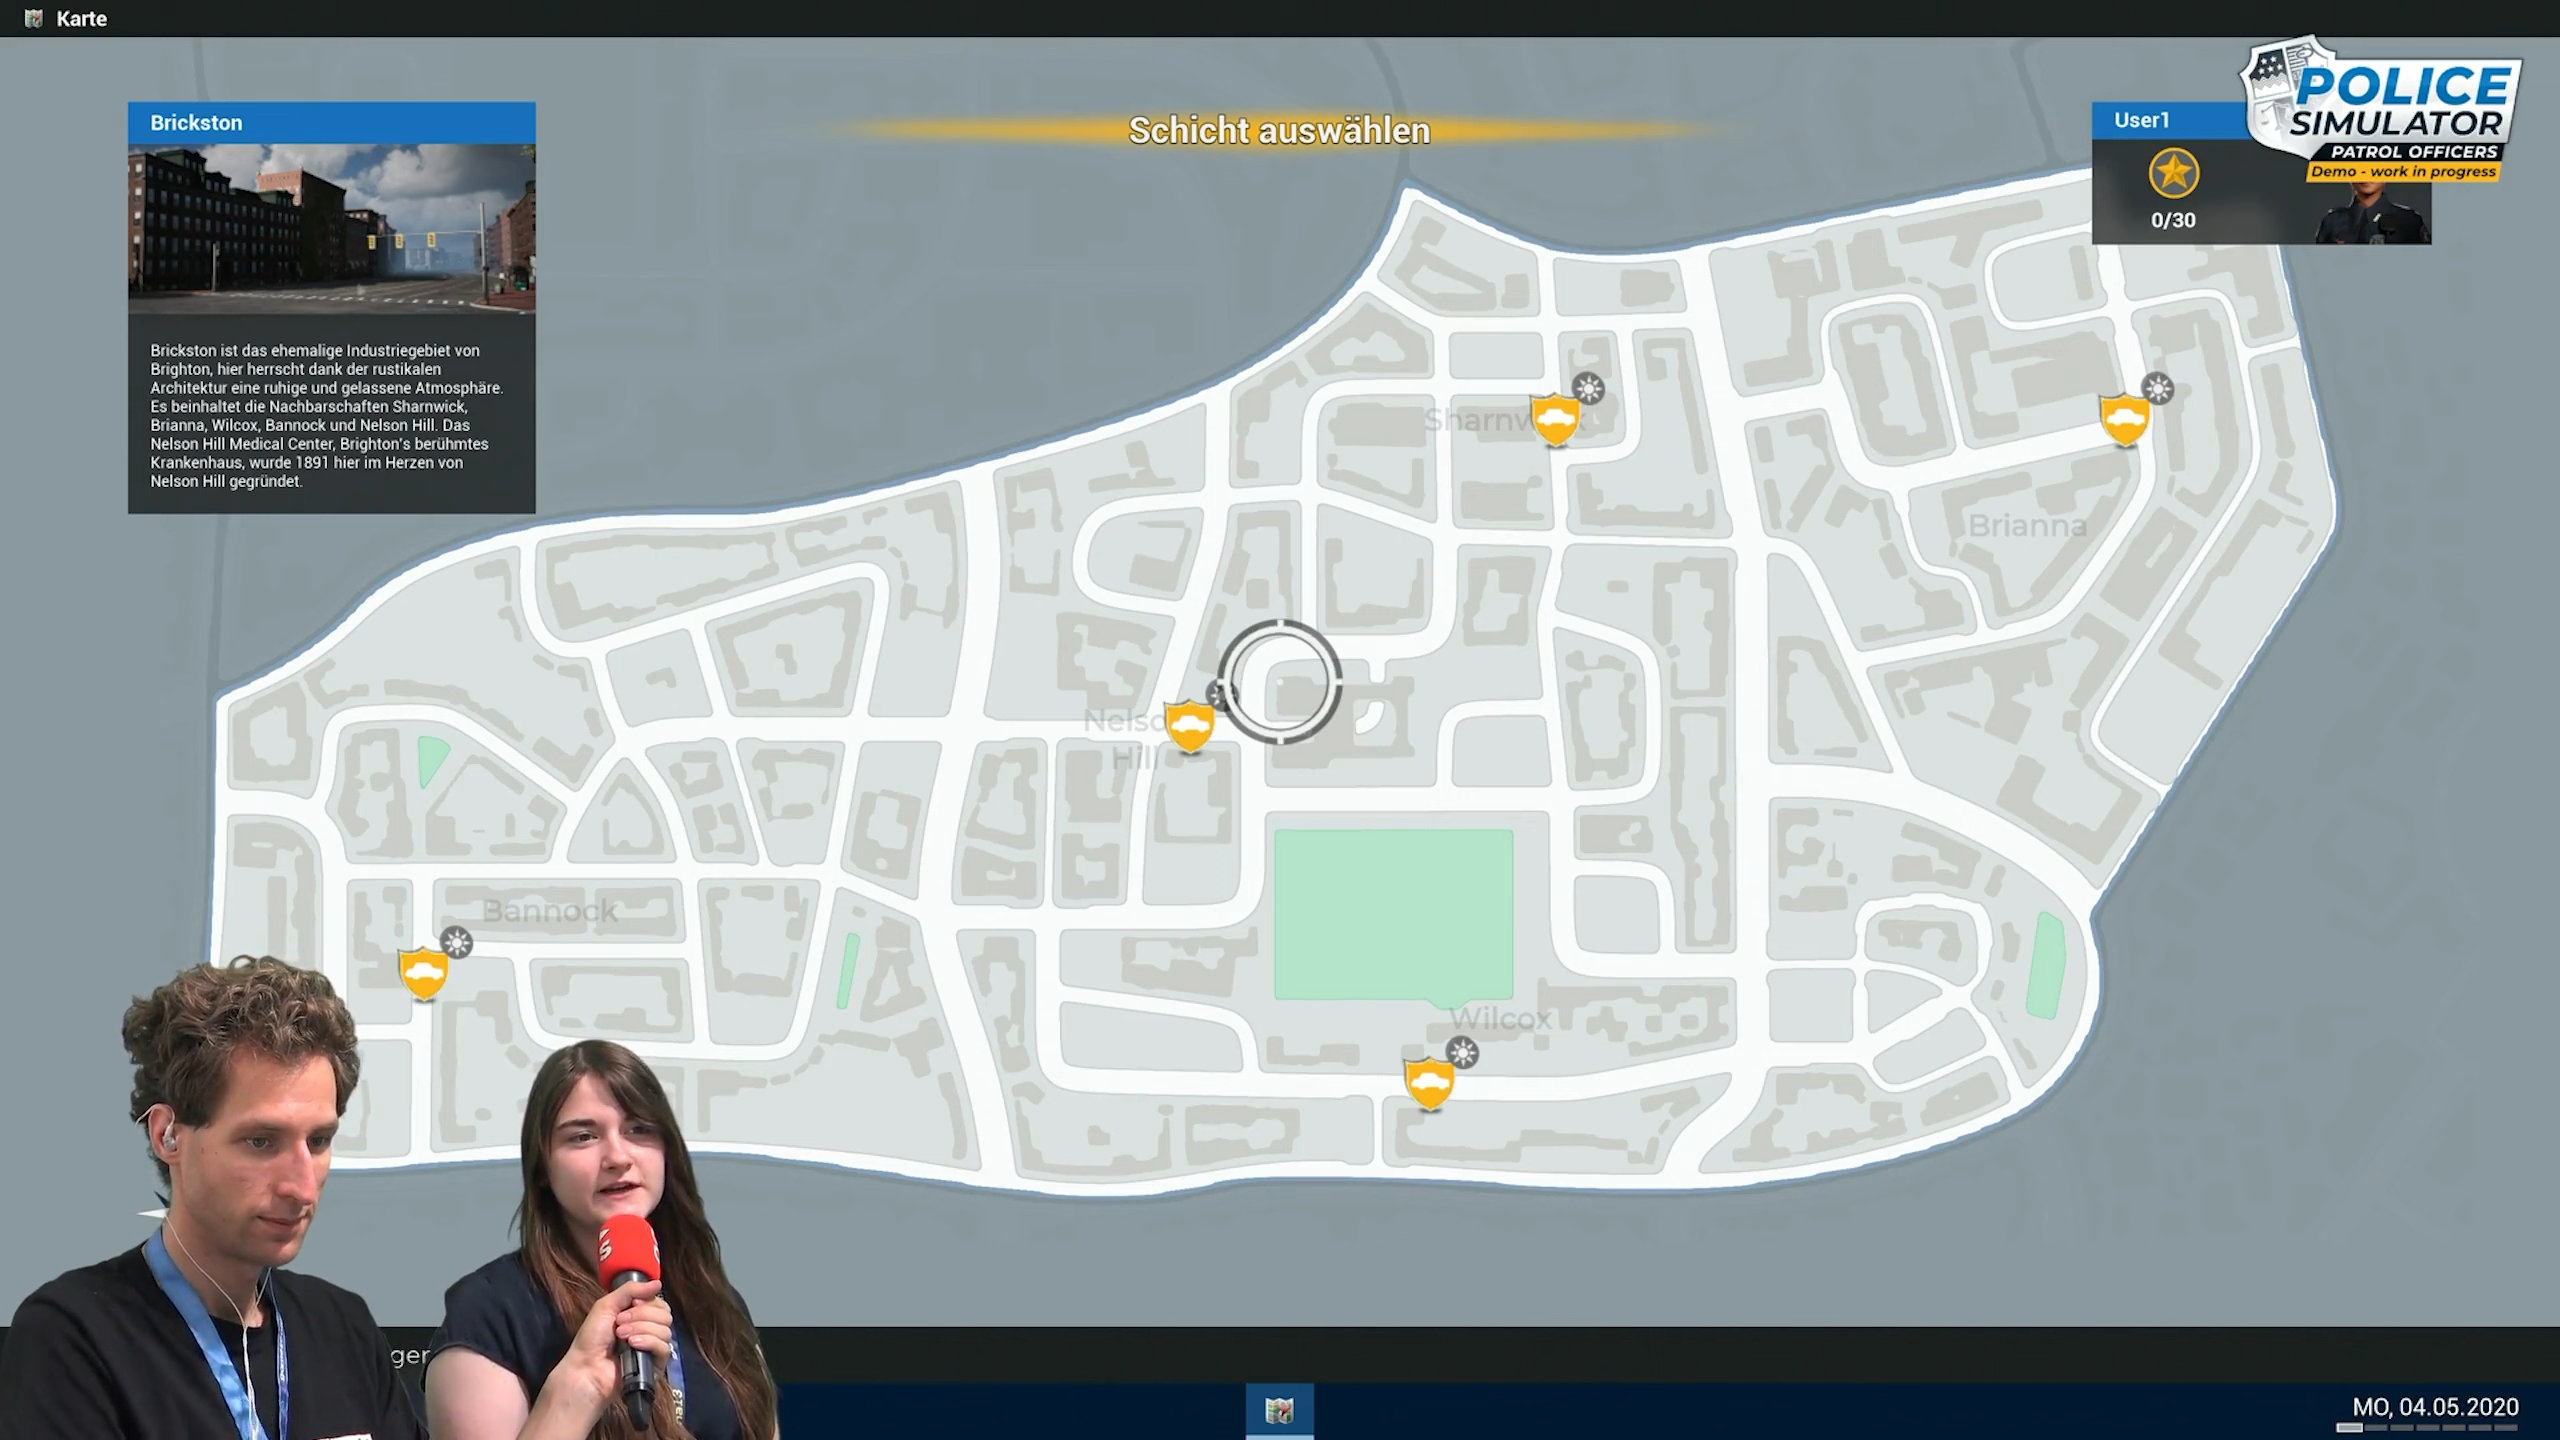 Karte
POLICE
SIMULATOR
PATROL OFFICERS
Demo - work in progress
Brickston
Schicht auswählen
User1
0/30
Brickston ist das ehemalige Industriegebiet von
Brighton, hier herrscht dank der rustikalen
Architektur eine ruhige und gelassene Atmosphäre.
Es beinhaltet die Nachbarschaften Sharnwick,
Brianna, Wilcox, Bannock und Nelson Hill. Das
Nelson Hill Medical Center, Brighton's berühmtes
Krankenhaus, wurde 1891 hier im Herzen von
Nelson Hill gegründet.
Brianna
Hill
Bannock
Wilcox
MO, 04.05.2020